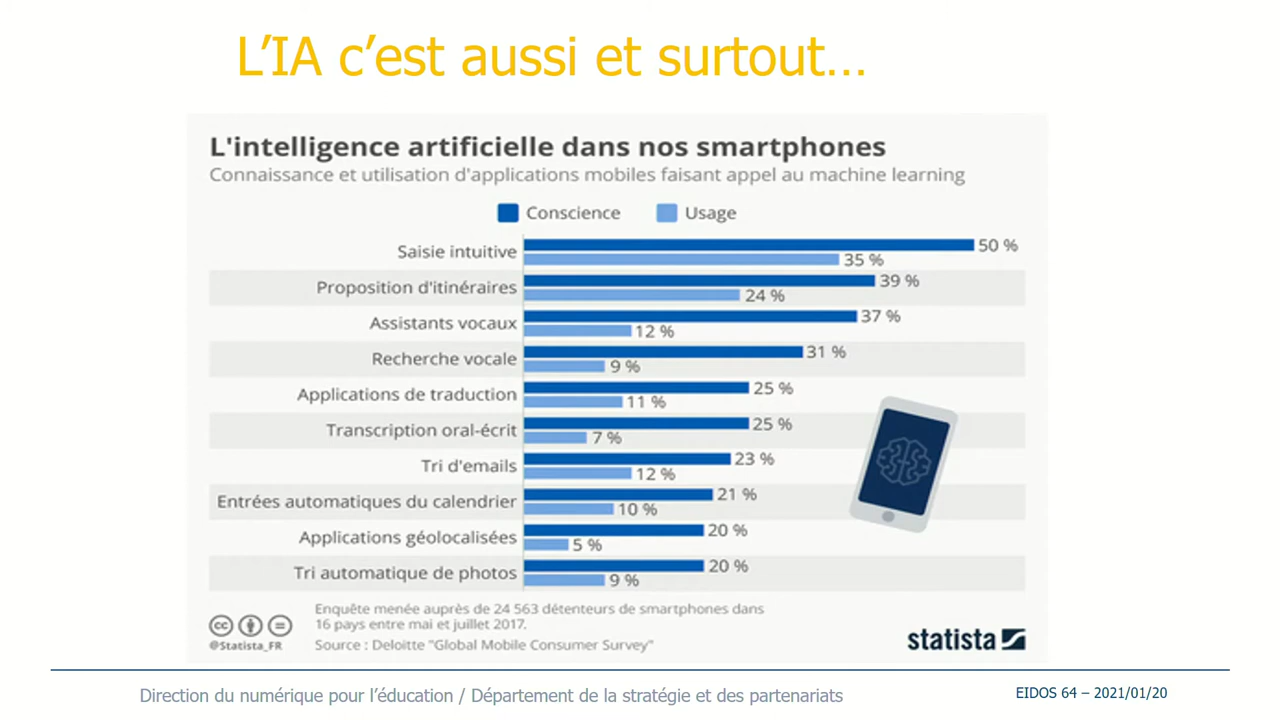 L’IA c’est aussi et surtout…
L'intelligence artificielle dans nos smartphones
Connaissance et utilisation d'applications mobiles faisant appel au machine learning
Conscience Usage
Saisie intuitive 50 %
35 %
Proposition d'itinéraires 39 %
24 %
Assistants vocaux 37 %
12 %
Recherche vocale 31 %
9 %
Applications de traduction 25 %
11 %
Transcription oral-écrit 25 %
7 %
Tri d'emails 23 %
12 %
Entrées automatiques du calendrier 21 %
10 %
Applications géolocalisées 20 %
5 %
Tri automatique de photos 20 %
9 %
Enquête menée auprès de 24 563 détenteurs de smartphones dans
16 pays entre mai et juillet 2017.
cc
@Statista_FR Source : Deloitte "Global Mobile Consumer Survey"
statista
Direction du numérique pour l’éducation / Département de la stratégie et des partenariats
EIDOS 64 – 2021/01/20